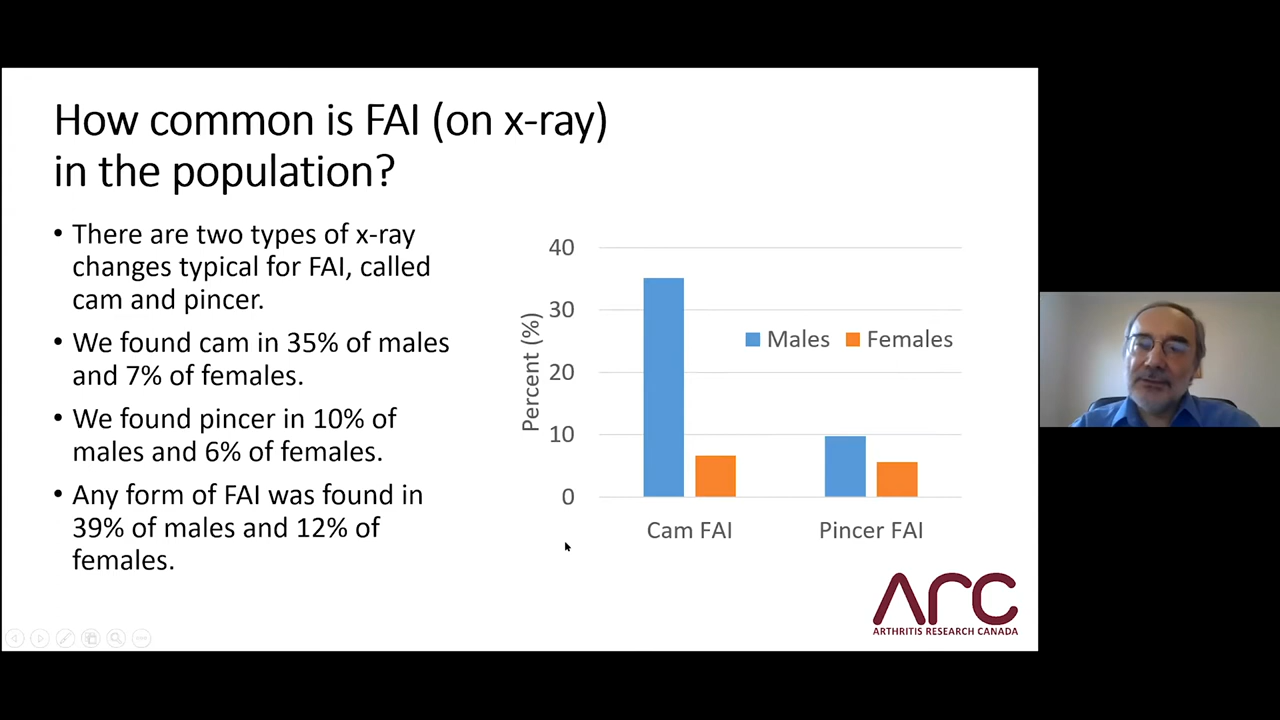 How common is FAI (on x-ray)
in the population?
• There are two types of x-ray
changes typical for FAI, called
cam and pincer.
• We found cam in 35% of males
and 7% of females.
• We found pincer in 10% of
males and 6% of females.
• Any form of FAI was found in
39% of males and 12% of
females.
Percent (%)
40
30
20
10
0
Males Females
Cam FAI Pincer FAI
ARC
ARTHRITIS RESEARCH CANADA